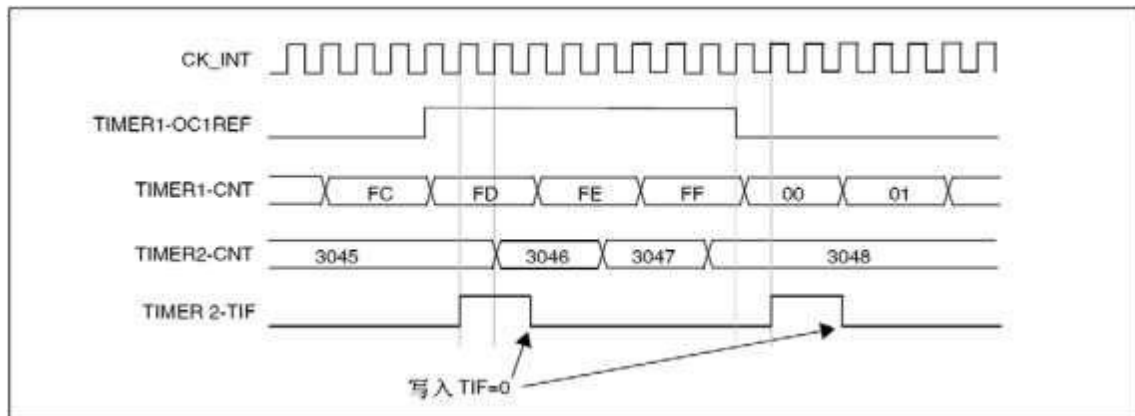 CK_INT
TIMER1-OC1REF
TIMER1-CNT FC FD FE FF 00 01
TIMER2-CNT 3045 3046 3047 3048
TIMER 2-TIF
写入 TIF=0